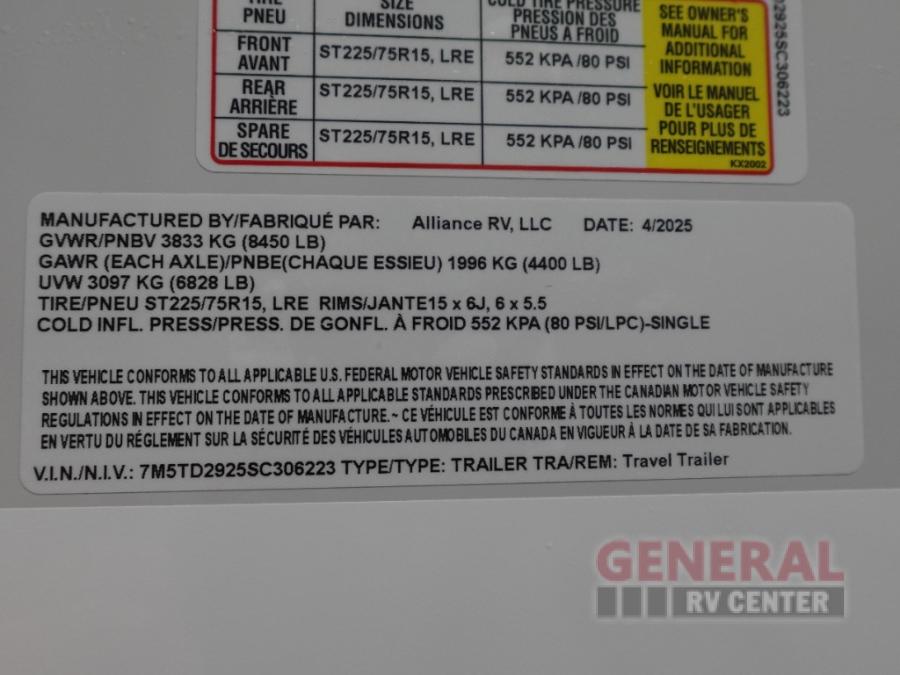 TIRE
PNEU
SIZE
DIMENSIONS
COLD TIRE PRESSURE
PRESSION DES
PNEUS A FROID
SEE OWNER'S
MANUAL FOR
ADDITIONAL
INFORMATION
VOIR LE MANUEL
DE L'USAGER
POUR PLUS DE
RENSEIGNEMENTS
KX2002
FRONT
AVANT
ST225/75R15, LRE
552 KPA /80 PSI
REAR
ARRIÈRE
ST225/75R15, LRE
552 KPA /80 PSI
SPARE
DE SECOURS
ST225/75R15, LRE
552 KPA /80 PSI
2925SC306223
MANUFACTURED BY/FABRIQUÉ PAR: Alliance RV, LLC DATE: 4/2025
GVWR/PNBV 3833 KG (8450 LB)
GAWR (EACH AXLE)/PNBE(CHAQUE ESSIEU) 1996 KG (4400 LB)
UVW 3097 KG (6828 LB)
TIRE/PNEU ST225/75R15, LRE RIMS/JANTE15 x 6J, 6 x 5.5
COLD INFL. PRESS/PRESS. DE GONFL. À FROID 552 KPA (80 PSI/LPC)-SINGLE
THIS VEHICLE CONFORMS TO ALL APPLICABLE U.S. FEDERAL MOTOR VEHICLE SAFETY STANDARDS IN EFFECT ON THE DATE OF MANUFACTURE
SHOWN ABOVE. THIS VEHICLE CONFORMS TO ALL APPLICABLE STANDARDS PRESCRIBED UNDER THE CANADIAN MOTOR VEHICLE SAFETY
REGULATIONS IN EFFECT ON THE DATE OF MANUFACTURE.~ CE VÉHICULE EST CONFORME À TOUTES LES NORMES QUI LUI SONT APPLICABLES
EN VERTU DU RÉGLEMENT SUR LA SÉCURITÉ DES VÉHICULES AUTOMOBILES DU CANADA EN VIGUEUR À LA DATE DE SA FABRICATION.
V.I.N./N.I.V.: 7M5TD2925SC306223 TYPE/TYPE: TRAILER TRA/REM: Travel Trailer
GENERAL
RV CENTER